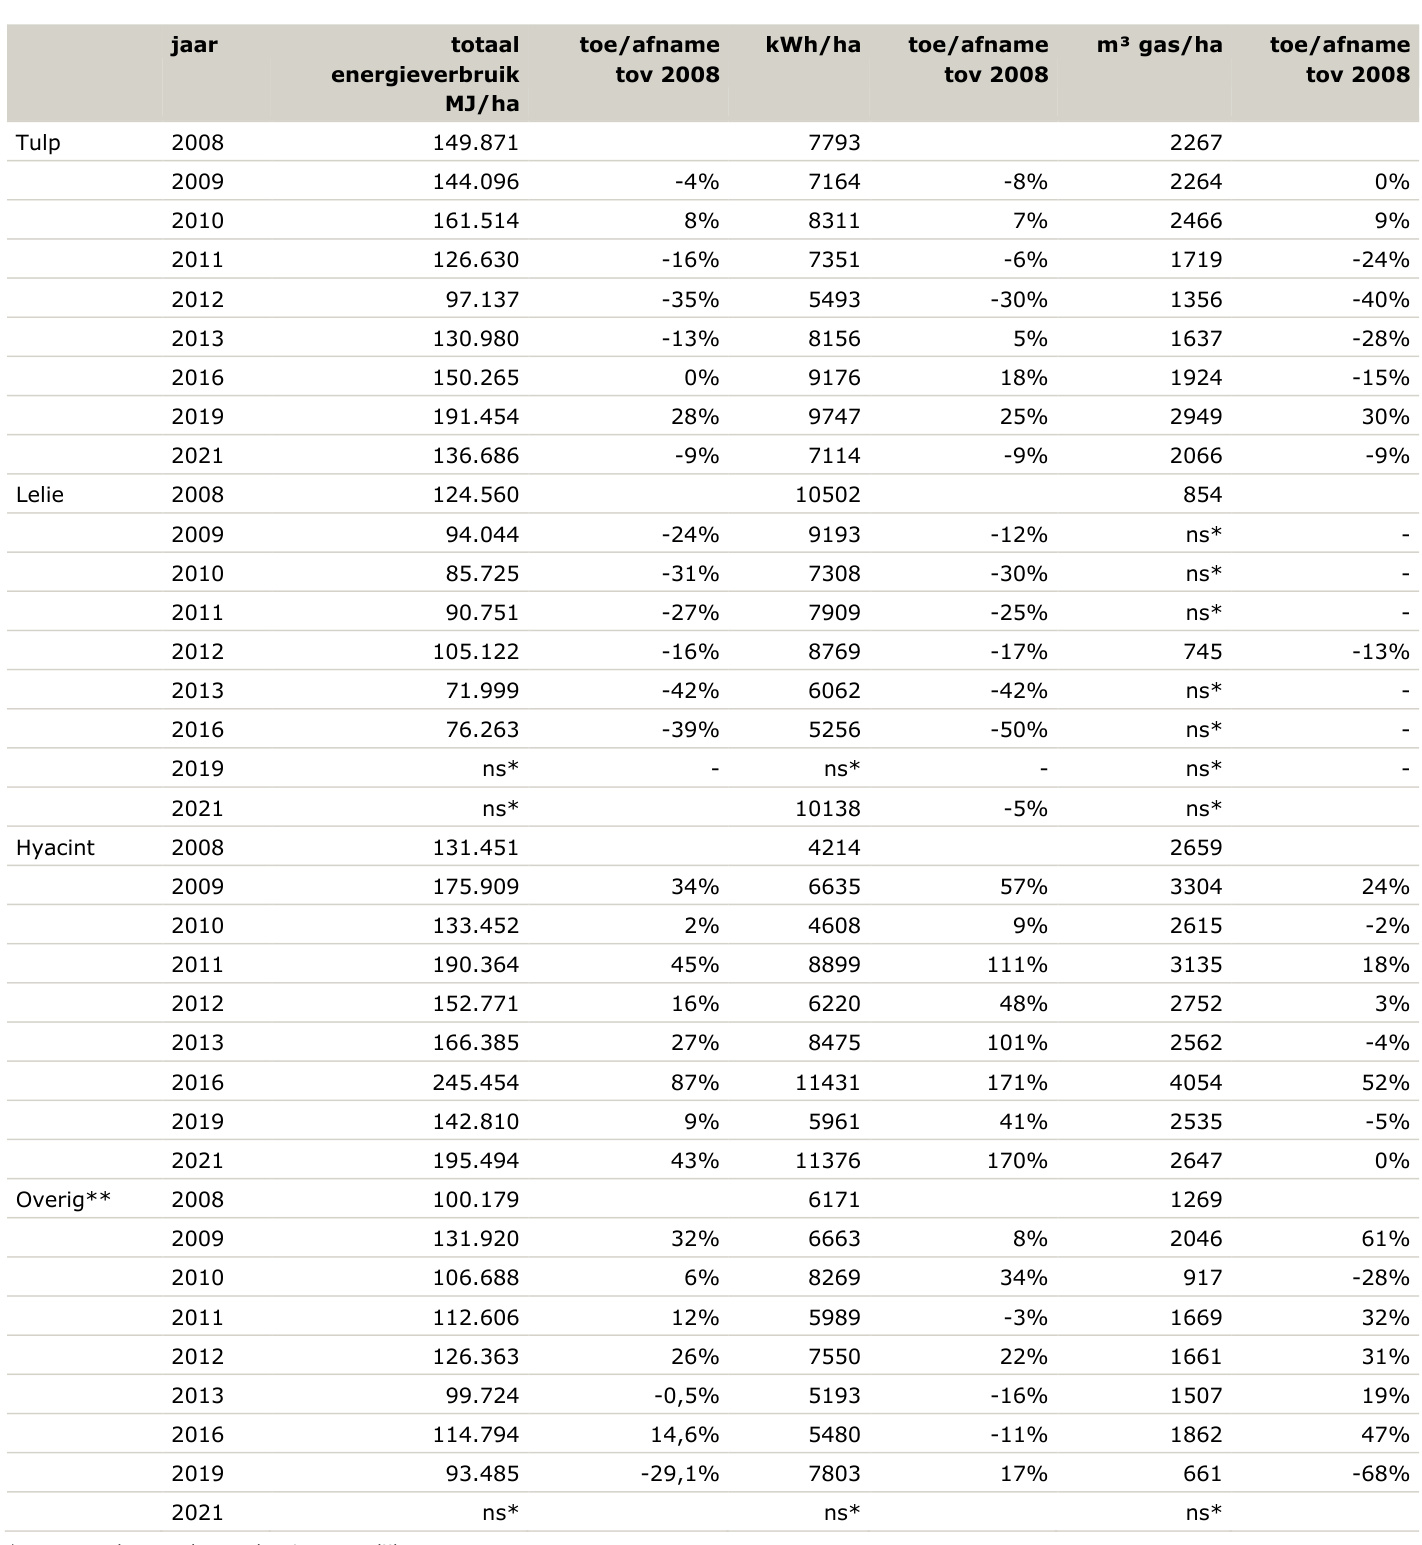 jaar totaal energieverbruik MJ/ha toe/afname tov 2008 kWh/ha toe/afname tov 2008 m³ gas/ha toe/afname tov 2008
Tulp 2008 149.871 7793 2267
2009 144.096 -4% 7164 -8% 2264 0%
2010 161.514 8% 8311 7% 2466 9%
2011 126.630 -16% 7351 -6% 1719 -24%
2012 97.137 -35% 5493 -30% 1356 -40%
2013 130.980 -13% 8156 5% 1637 -28%
2016 150.265 0% 9176 18% 1924 -15%
2019 191.454 28% 9747 25% 2949 30%
2021 136.686 -9% 7114 -9% 2066 -9%
Lelie 2008 124.560 10502 854
2009 94.044 -24% 9193 -12% ns* -
2010 85.725 -31% 7308 -30% ns* -
2011 90.751 -27% 7909 -25% ns* -
2012 105.122 -16% 8769 -17% 745 -13%
2013 71.999 -42% 6062 -42% ns* -
2016 76.263 -39% 5256 -50% ns* -
2019 ns* - ns* - ns* -
2021 ns* 10138 -5% ns*
Hyacint 2008 131.451 4214 2659
2009 175.909 34% 6635 57% 3304 24%
2010 133.452 2% 4608 9% 2615 -2%
2011 190.364 45% 8899 111% 3135 18%
2012 152.771 16% 6220 48% 2752 3%
2013 166.385 27% 8475 101% 2562 -4%
2016 245.454 87% 11431 171% 4054 52%
2019 142.810 9% 5961 41% 2535 -5%
2021 195.494 43% 11376 170% 2647 0%
Overig** 2008 100.179 6171 1269
2009 131.920 32% 6663 8% 2046 61%
2010 106.688 6% 8269 34% 917 -28%
2011 112.606 12% 5989 -3% 1669 32%
2012 126.363 26% 7550 22% 1661 31%
2013 99.724 -0,5% 5193 -16% 1507 19%
2016 114.794 14,6% 5480 -11% 1862 47%
2019 93.485 -29,1% 7803 17% 661 -68%
2021 ns* ns* ns*